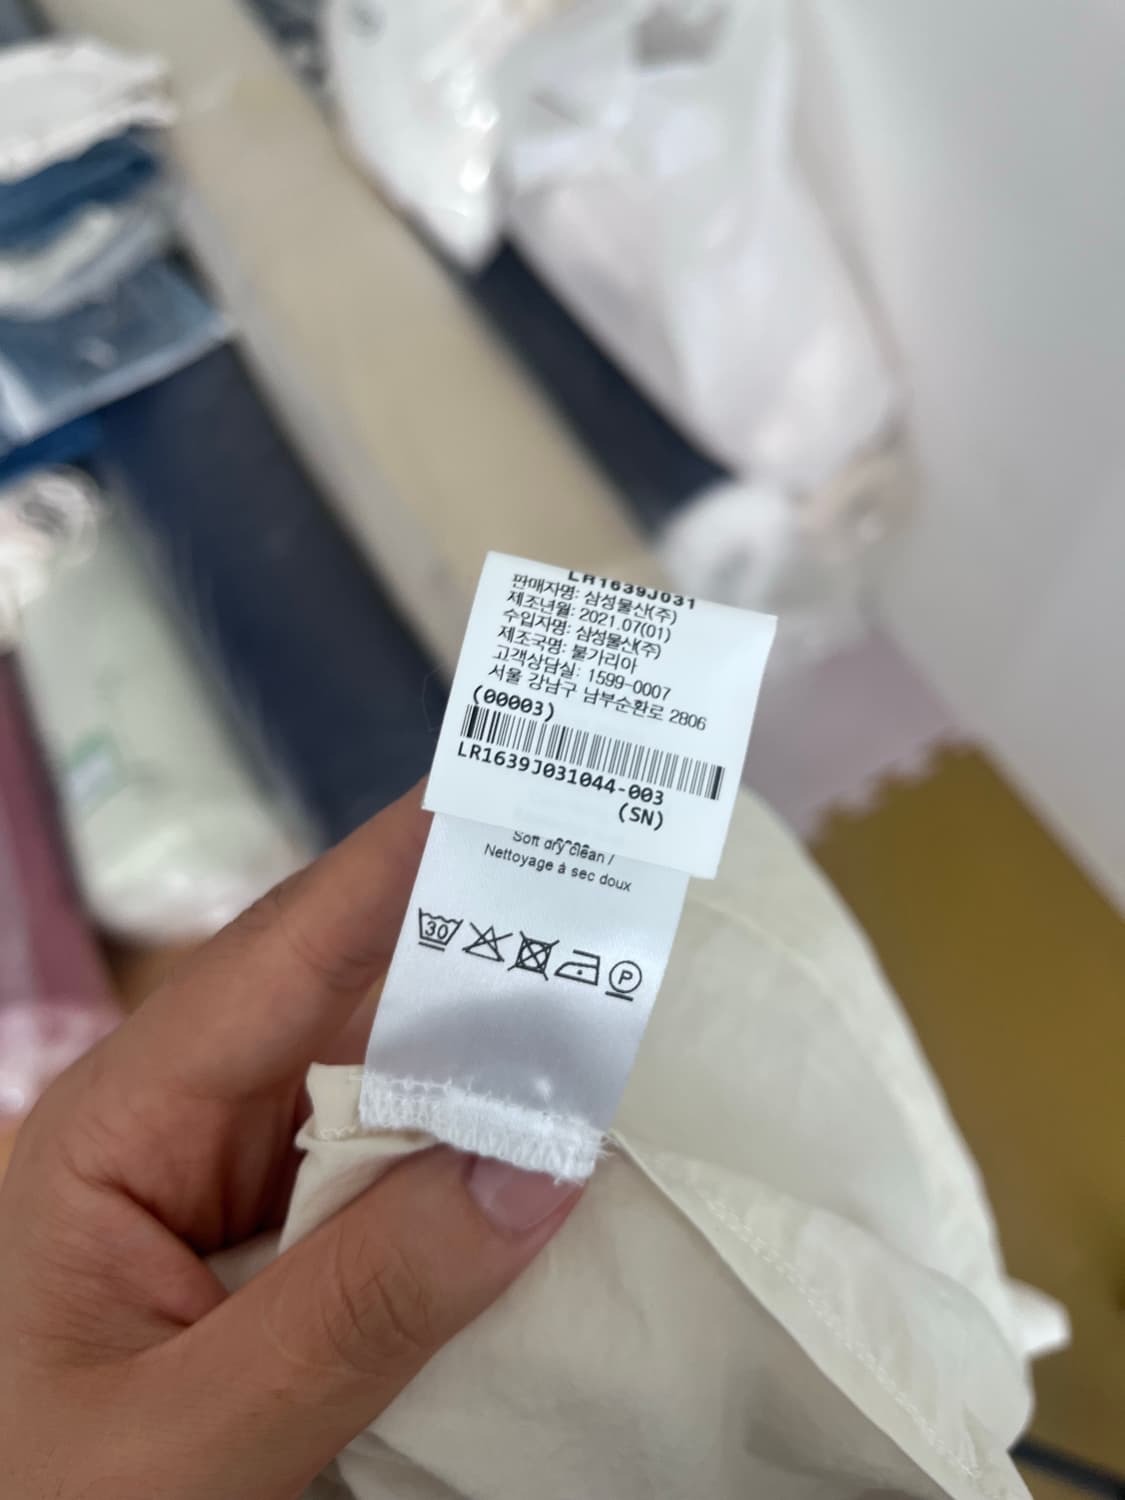 LR1639J031
판매자명: 삼성물산(주)
제조년월: 2021.07(01)
수입자명: 삼성물산(주)
제조국명: 불가리아
고객상담실: 1599-0007
서울 강남구 남부순환로 2806
(00003)
LR1639J031044-003
(SN)
Soft dry clean /
Nettoyage à sec doux
30
P